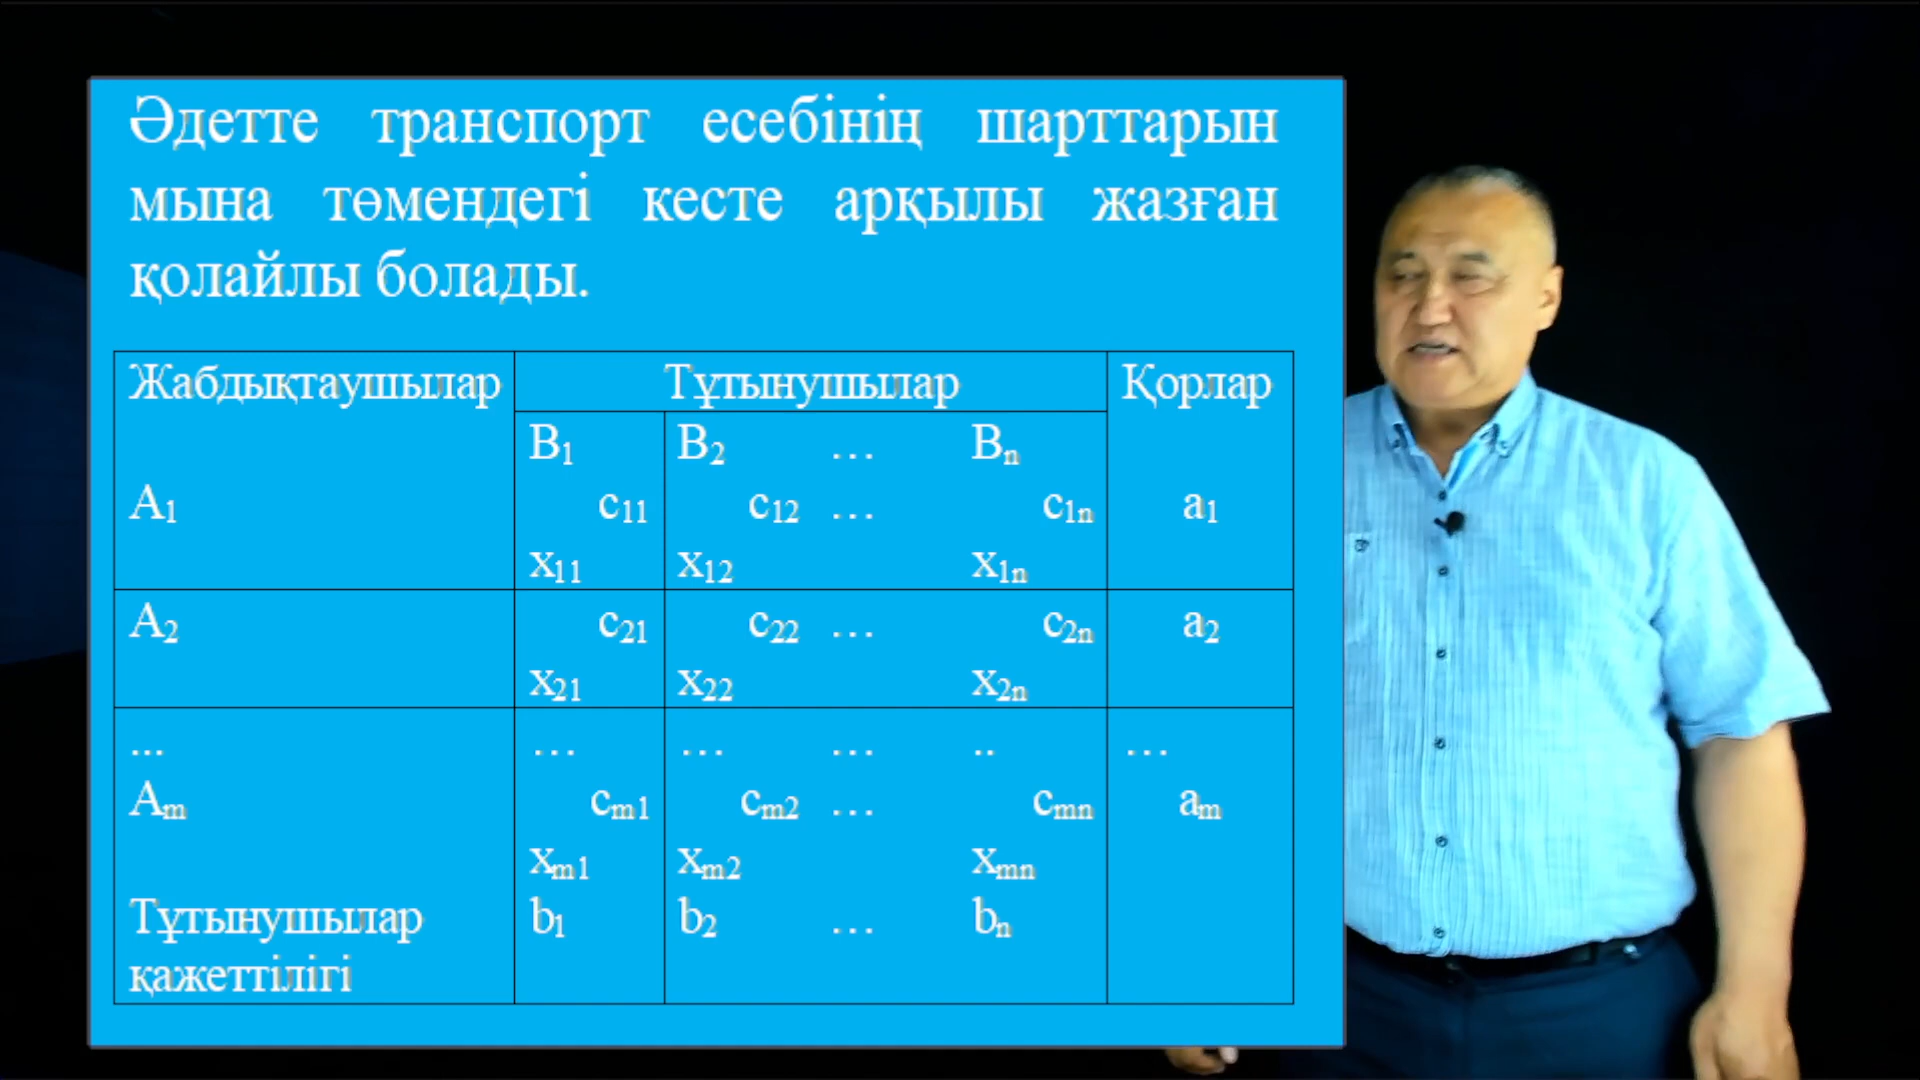 Әдетте транспорт есебінің шарттарын
мына төмендегі кесте арқылы жазған
қолайлы болады.
Жабдықтаушылар Тұтынушылар Қорлар
B₁ B₂ … Bₙ
A₁ c₁₁ c₁₂ … c₁ₙ a₁
x₁₁ x₁₂ x₁ₙ
A₂ c₂₁ c₂₂ … c₂ₙ a₂
x₂₁ x₂₂ x₂ₙ
... … … … .. …
Aₘ cₘ₁ cₘ₂ … cₘₙ aₘ
xₘ₁ xₘ₂ xₘₙ
Тұтынушылар b₁ b₂ … bₙ
қажеттілігі